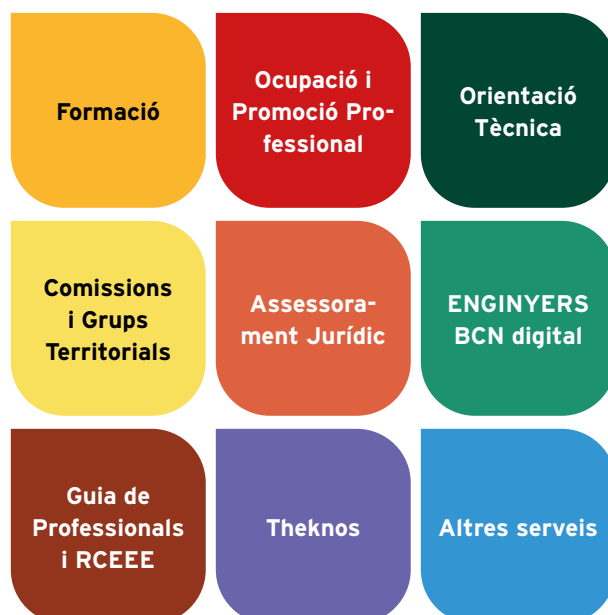 Formació
Ocupació i
Promoció Pro-
fessional
Orientació
Tècnica
Comissions
i Grups
Territorials
Assessora-
ment Jurídic
ENGINYERS
BCN digital
Guia de
Professionals
i RCEEE
Theknos
Altres serveis